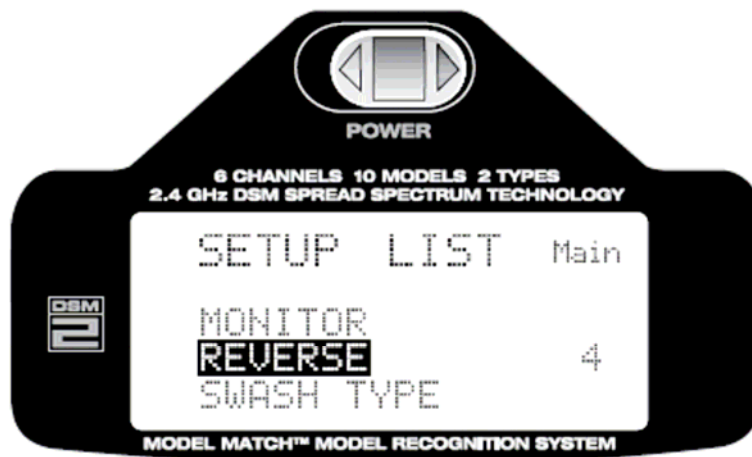 POWER
6 CHANNELS 10 MODELS 2 TYPES
2.4 GHz DSM SPREAD SPECTRUM TECHNOLOGY
SETUP LIST Main
DSM
2
MONITOR
REVERSE 4
SWASH TYPE
MODEL MATCH™ MODEL RECOGNITION SYSTEM